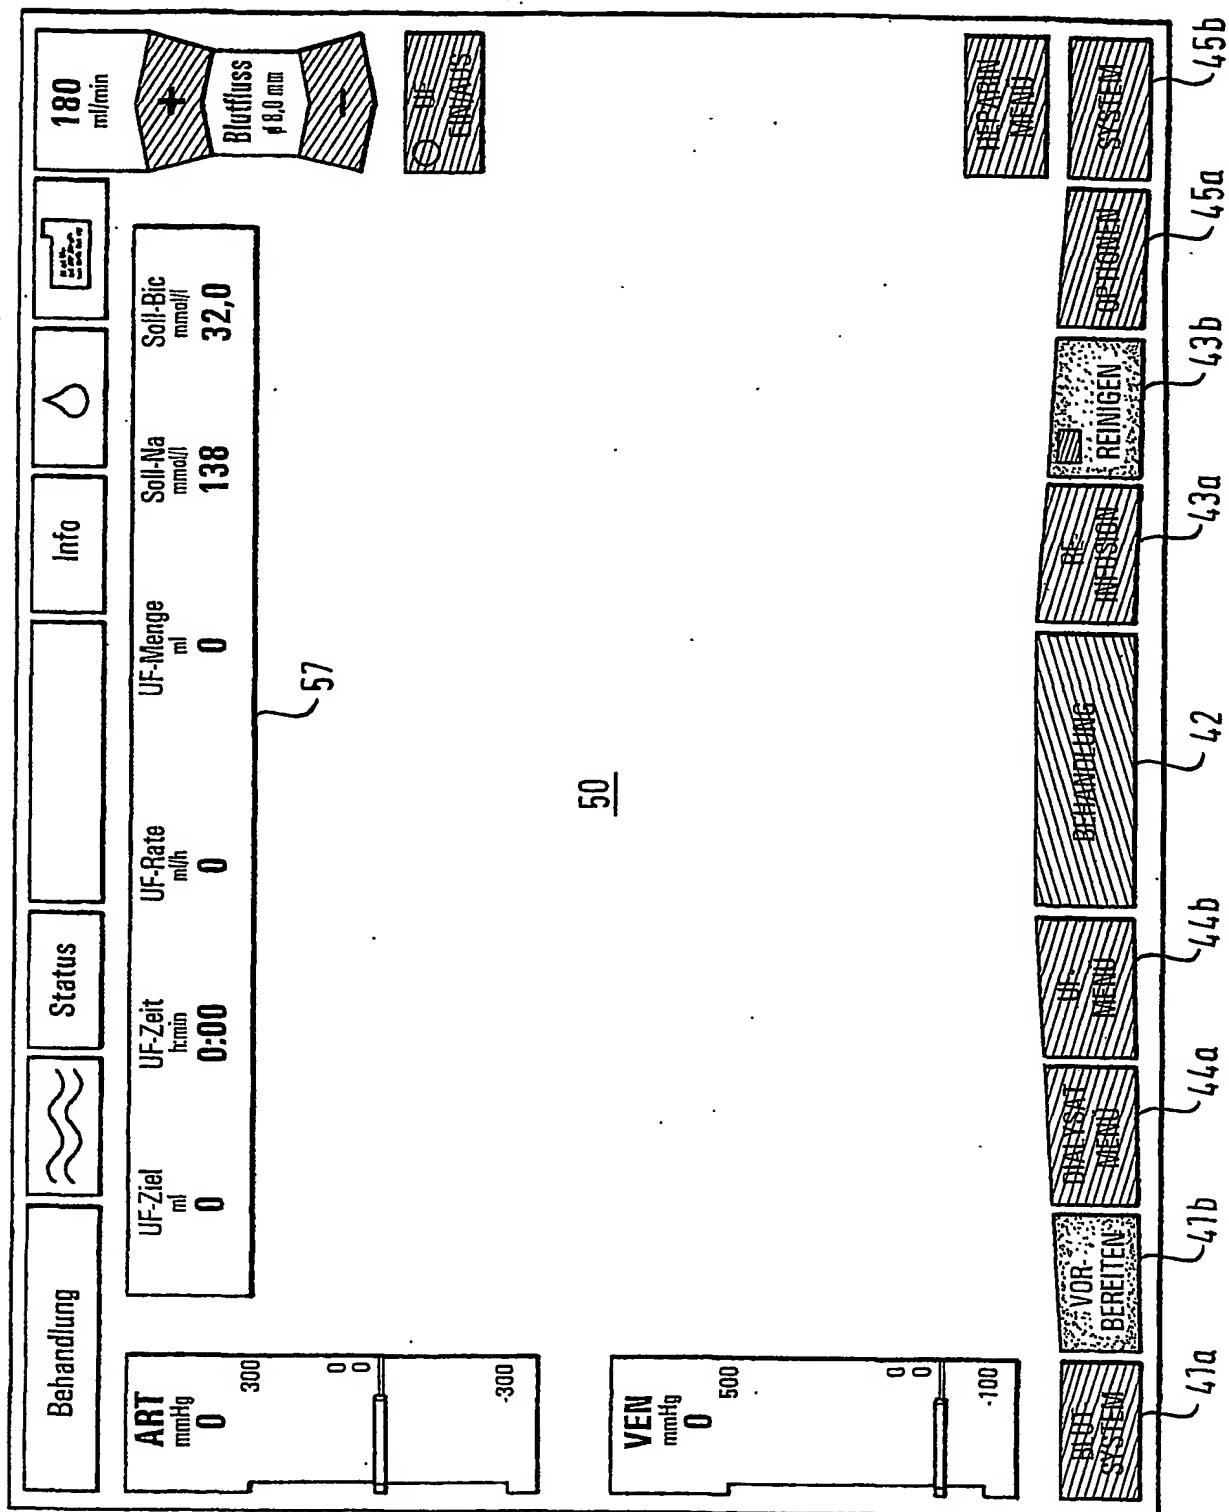 Behandlung
Status
Info
180
ml/min
+
Blutfluss
ø 8,0 mm
–
UF
EIN/AUS
UF-Ziel
ml
0
UF-Zeit
h:min
0:00
UF-Rate
ml/h
0
UF-Menge
ml
0
Soll-Na
mmol/l
138
Soll-Bic
mmol/l
32,0
57
ART
mmHg
0
300
0
0
-300
50
VEN
mmHg
0
500
0
0
-100
HEPARIN
MENÜ
BLUT
SYSTEM
VOR-
BEREITEN
DIALYSAT
MENÜ
UF-
MENÜ
BEHANDLUNG
RE-
INFUSION
REINIGEN
OPTIONEN
SYSTEM
41a
41b
44a
44b
42
43a
43b
45a
45b